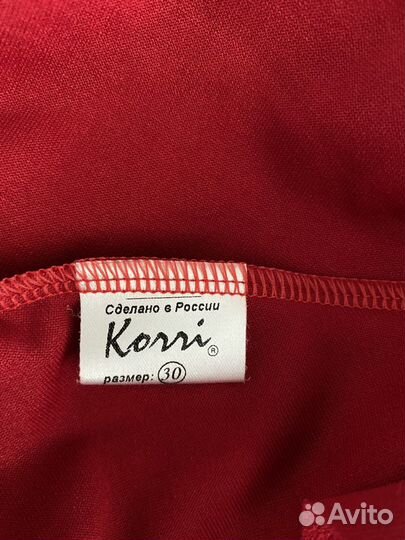 Сделано в России
Korri ®
размер: 30
Avito